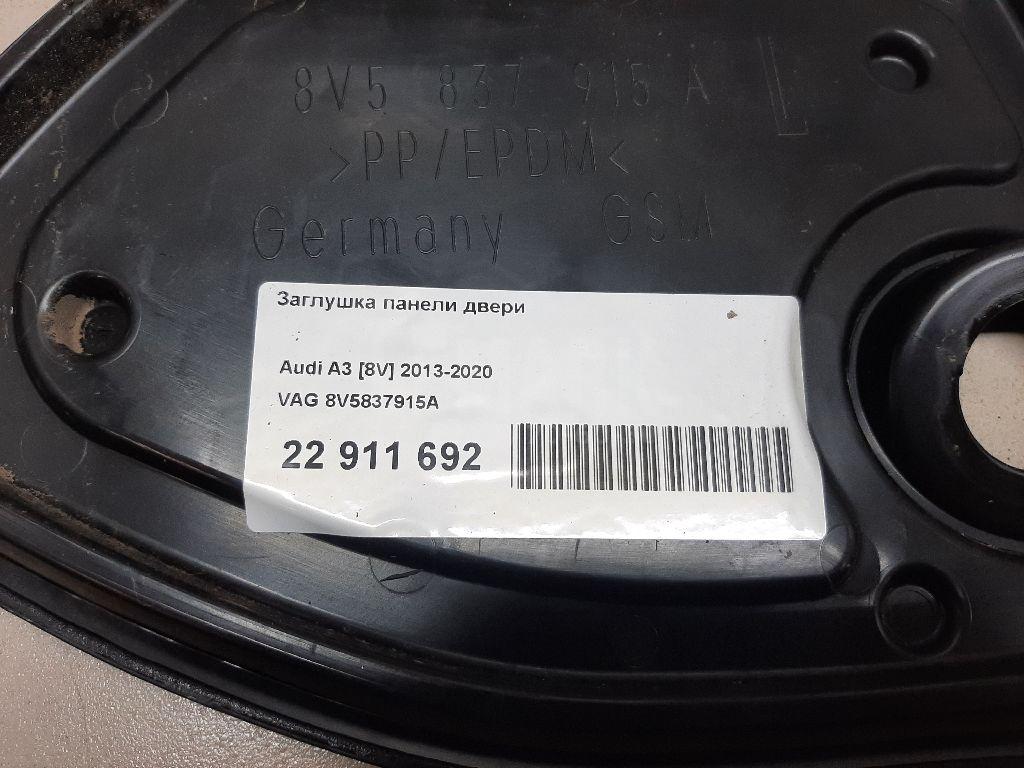 8V5 837 915 A L
>PP/EPDM<
Germany GSM
Заглушка панели двери
Audi A3 [8V] 2013-2020
VAG 8V5837915A
22 911 692